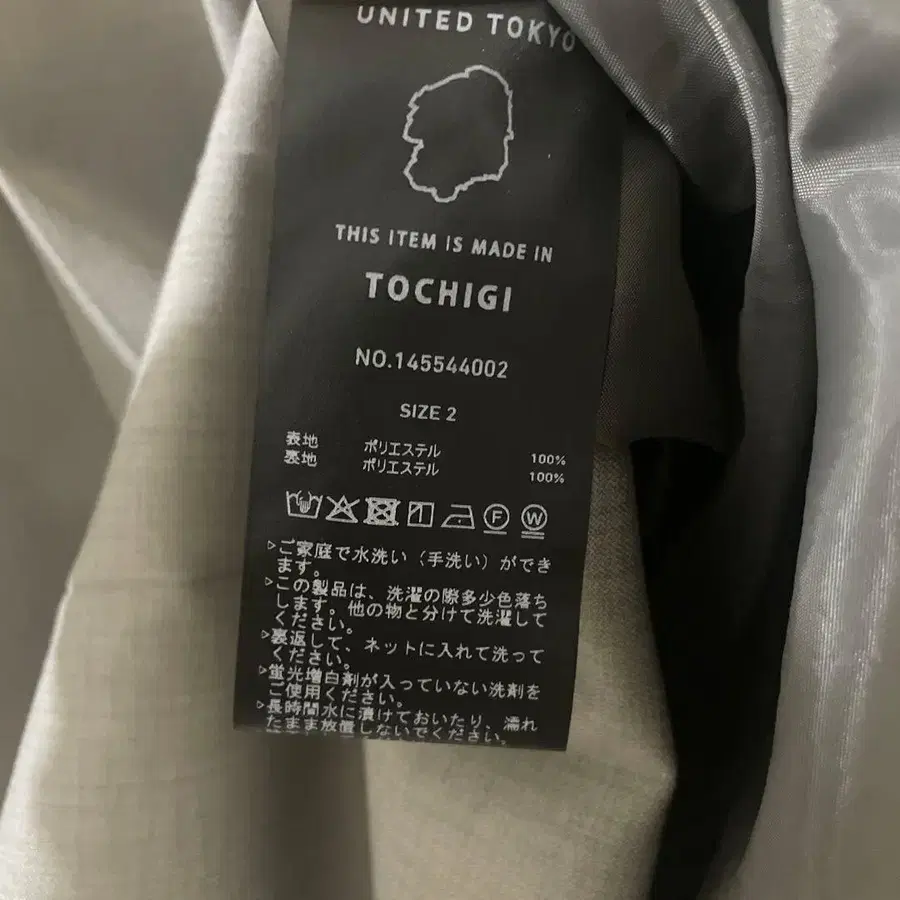 UNITED TOKYO
THIS ITEM IS MADE IN
TOCHIGI
NO.145544002
SIZE 2
表地 ポリエステル 100%
裏地 ポリエステル 100%
F W
▷ご家庭で水洗い（手洗い）ができ
ます。
▷この製品は、洗濯の際多少色落ち
します。他の物と分けて洗濯して
ください。
▷裏返して、ネットに入れて洗って
ください。
▷蛍光増白剤が入っていない洗剤を
ご使用ください。
▷長時間水に漬けておいたり、濡れ
たまま放置しないでください。